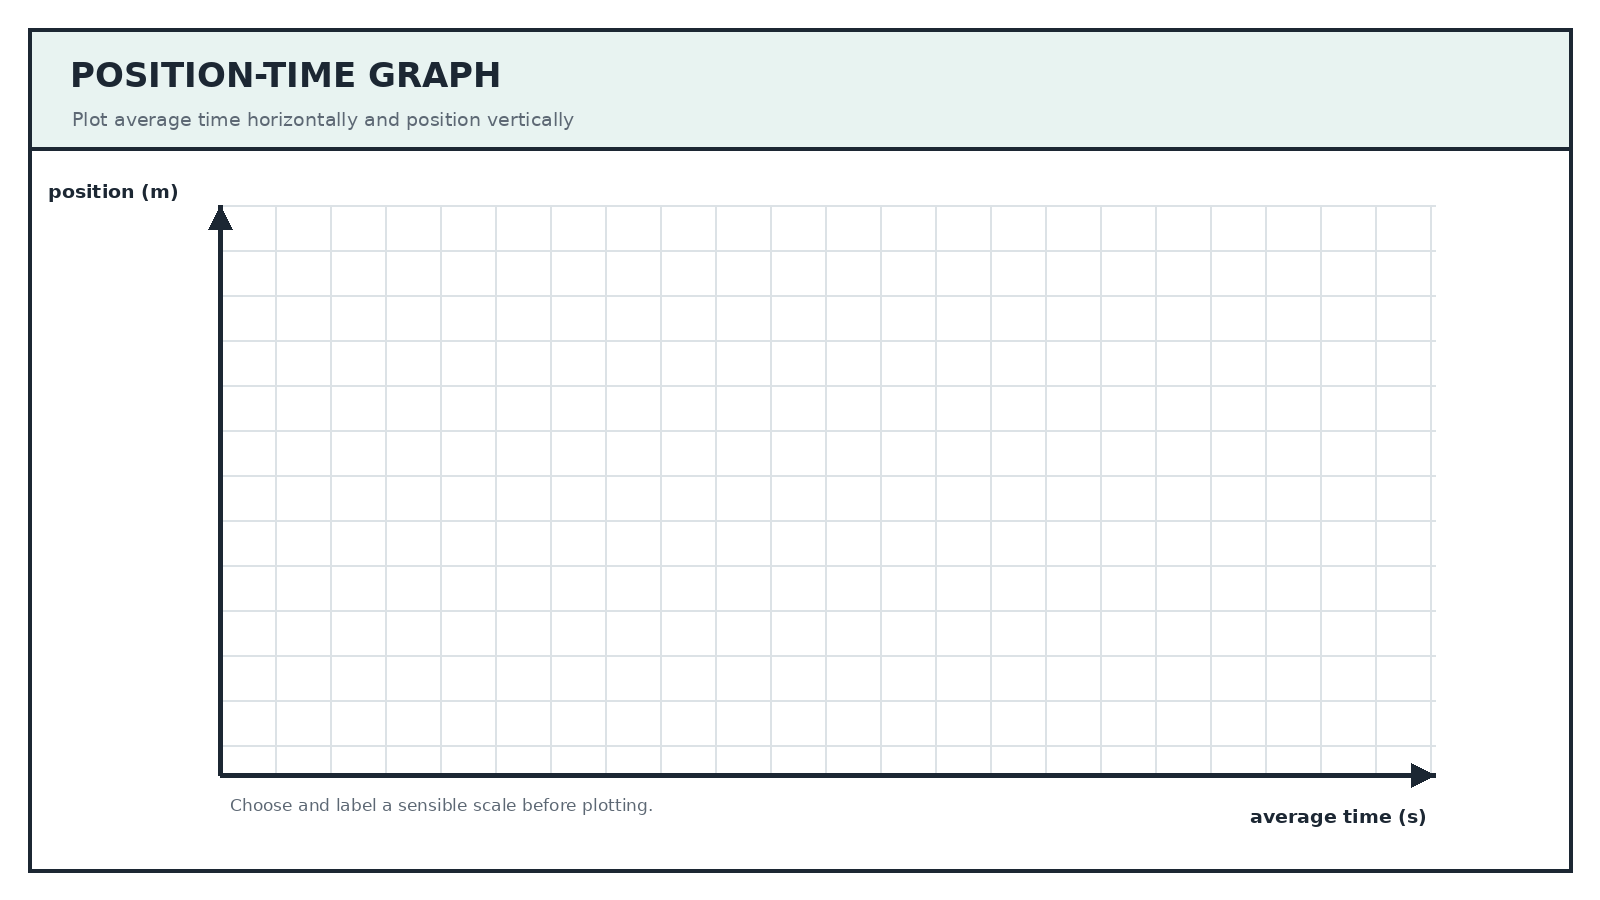 POSITION-TIME GRAPH
Plot average time horizontally and position vertically
position (m)
Choose and label a sensible scale before plotting.
average time (s)